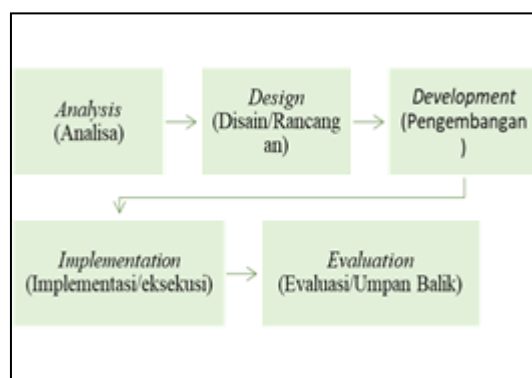 Analysis
(Analisa)
Design
(Disain/Rancang
an)
Development
(Pengembangan
)
Implementation
(Implementasi/eksekusi)
Evaluation
(Evaluasi/Umpan Balik)